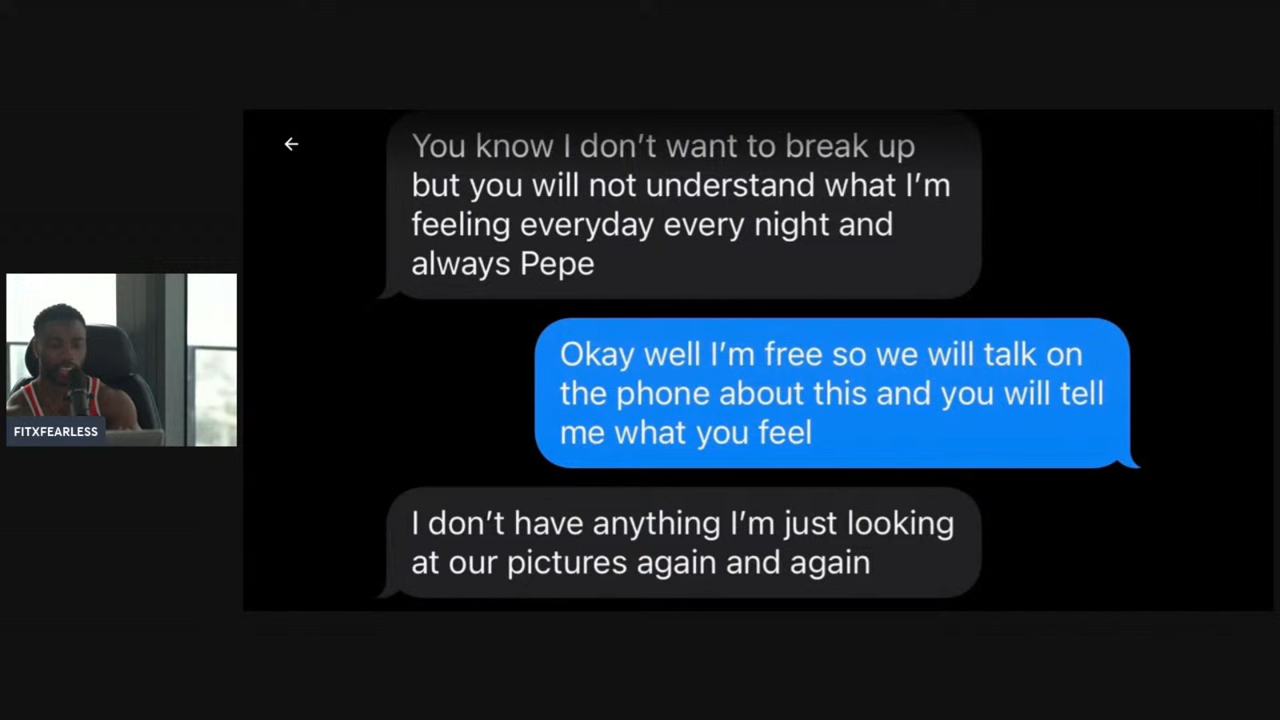 You know I don't want to break up
but you will not understand what I'm
feeling everyday every night and
always Pepe
Okay well I'm free so we will talk on
the phone about this and you will tell
me what you feel
FITXFEARLESS
I don't have anything I'm just looking
at our pictures again and again